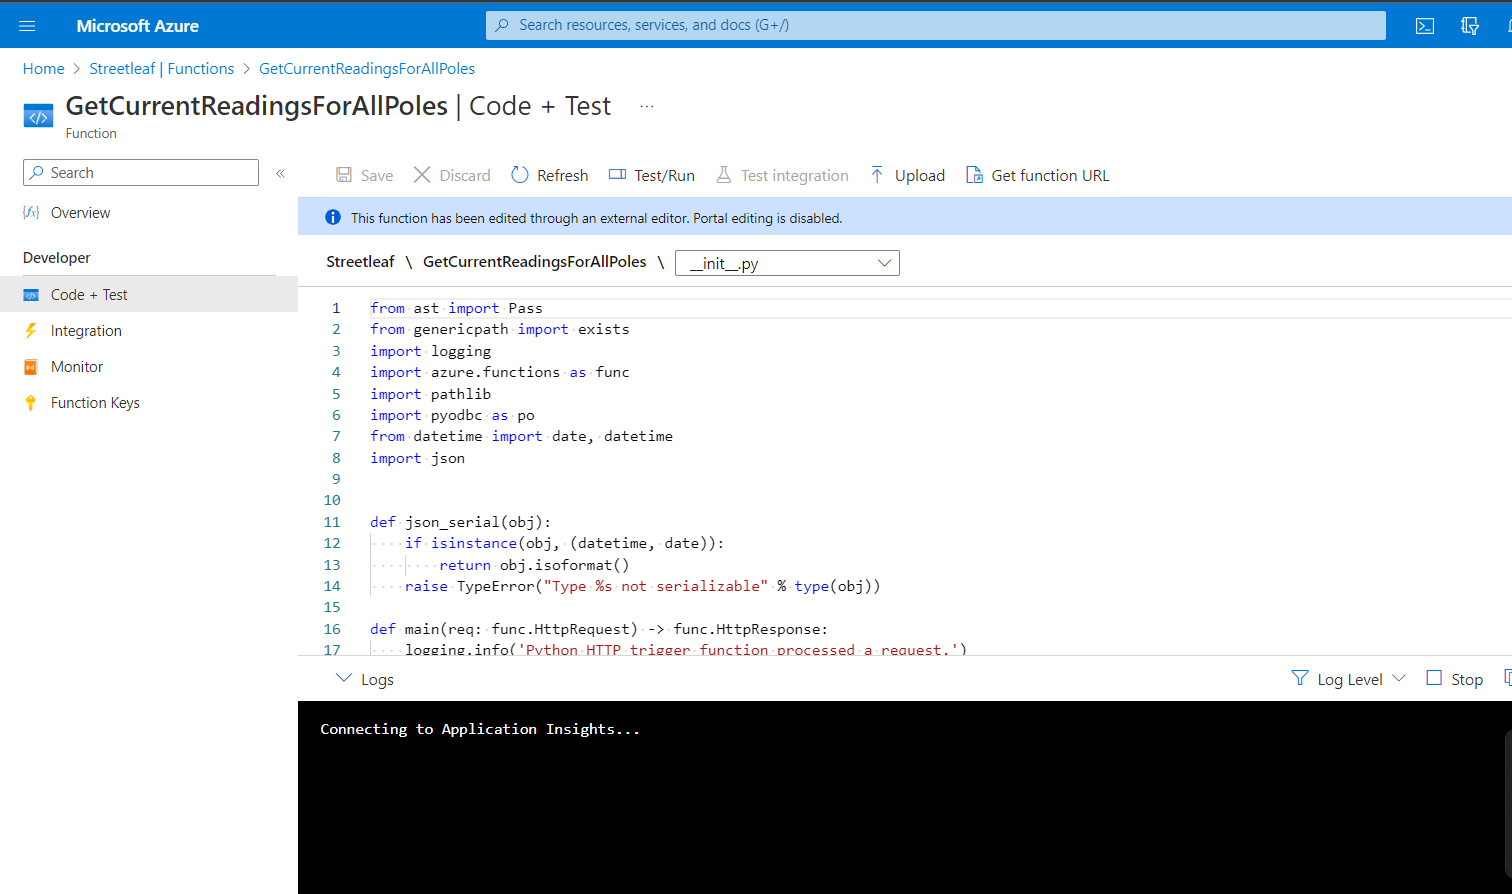 Microsoft Azure
Search resources, services, and docs (G+/)
Home > Streetleaf | Functions > GetCurrentReadingsForAllPoles
GetCurrentReadingsForAllPoles | Code + Test ...
Function
Search «
Save Discard Refresh Test/Run Test integration Upload Get function URL
Overview
Developer
Code + Test
Integration
Monitor
Function Keys
This function has been edited through an external editor. Portal editing is disabled.
Streetleaf \ GetCurrentReadingsForAllPoles \ __init__.py
1 from ast import Pass
2 from genericpath import exists
3 import logging
4 import azure.functions as func
5 import pathlib
6 import pyodbc as po
7 from datetime import date, datetime
8 import json
9
10
11 def json_serial(obj):
12     if isinstance(obj, (datetime, date)):
13         return obj.isoformat()
14     raise TypeError("Type %s not serializable" % type(obj))
15
16 def main(req: func.HttpRequest) -> func.HttpResponse:
17     logging.info('Python HTTP trigger function processed a request.')
Logs
Log Level Stop
Connecting to Application Insights...